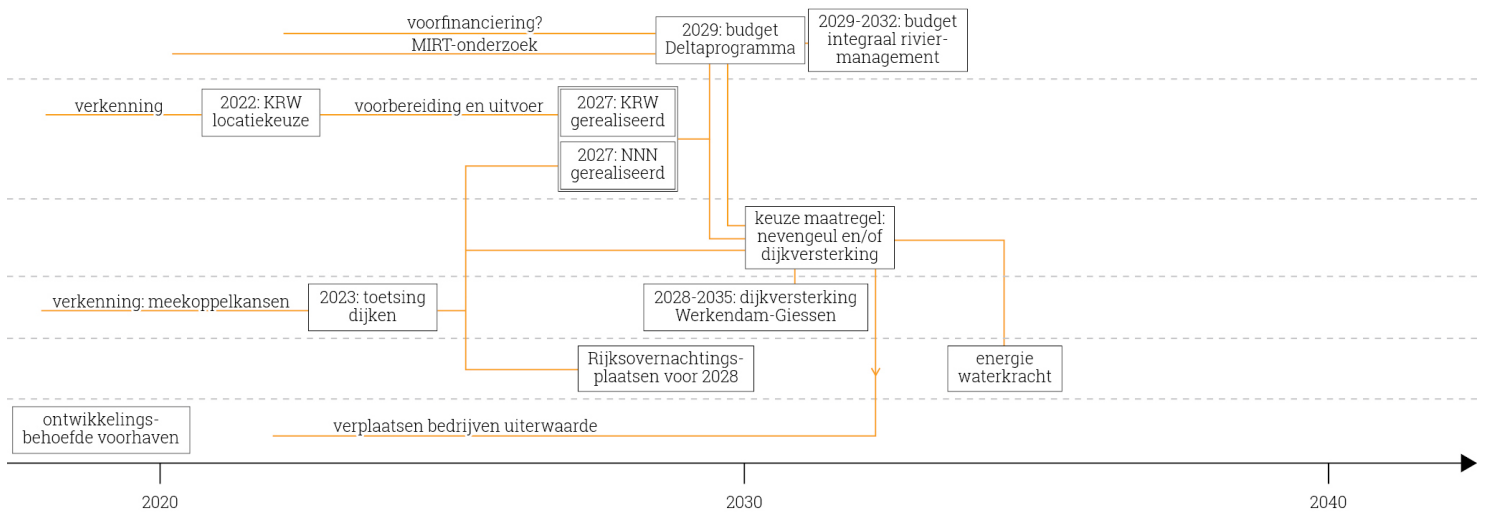 voorfinanciering?
MIRT-onderzoek
2029: budget
Deltaprogramma
2029-2032: budget
integraal rivier-
management
verkenning
2022: KRW
locatiekeuze
voorbereiding en uitvoer
2027: KRW
gerealiseerd
2027: NNN
gerealiseerd
keuze maatregel:
nevengeul en/of
dijkversterking
verkenning: meekoppelkansen
2023: toetsing
dijken
2028-2035: dijkversterking
Werkendam-Giessen
Rijksovernachtings-
plaatsen voor 2028
energie
waterkracht
ontwikkelings-
behoefde voorhaven
verplaatsen bedrijven uiterwaarde
2020
2030
2040